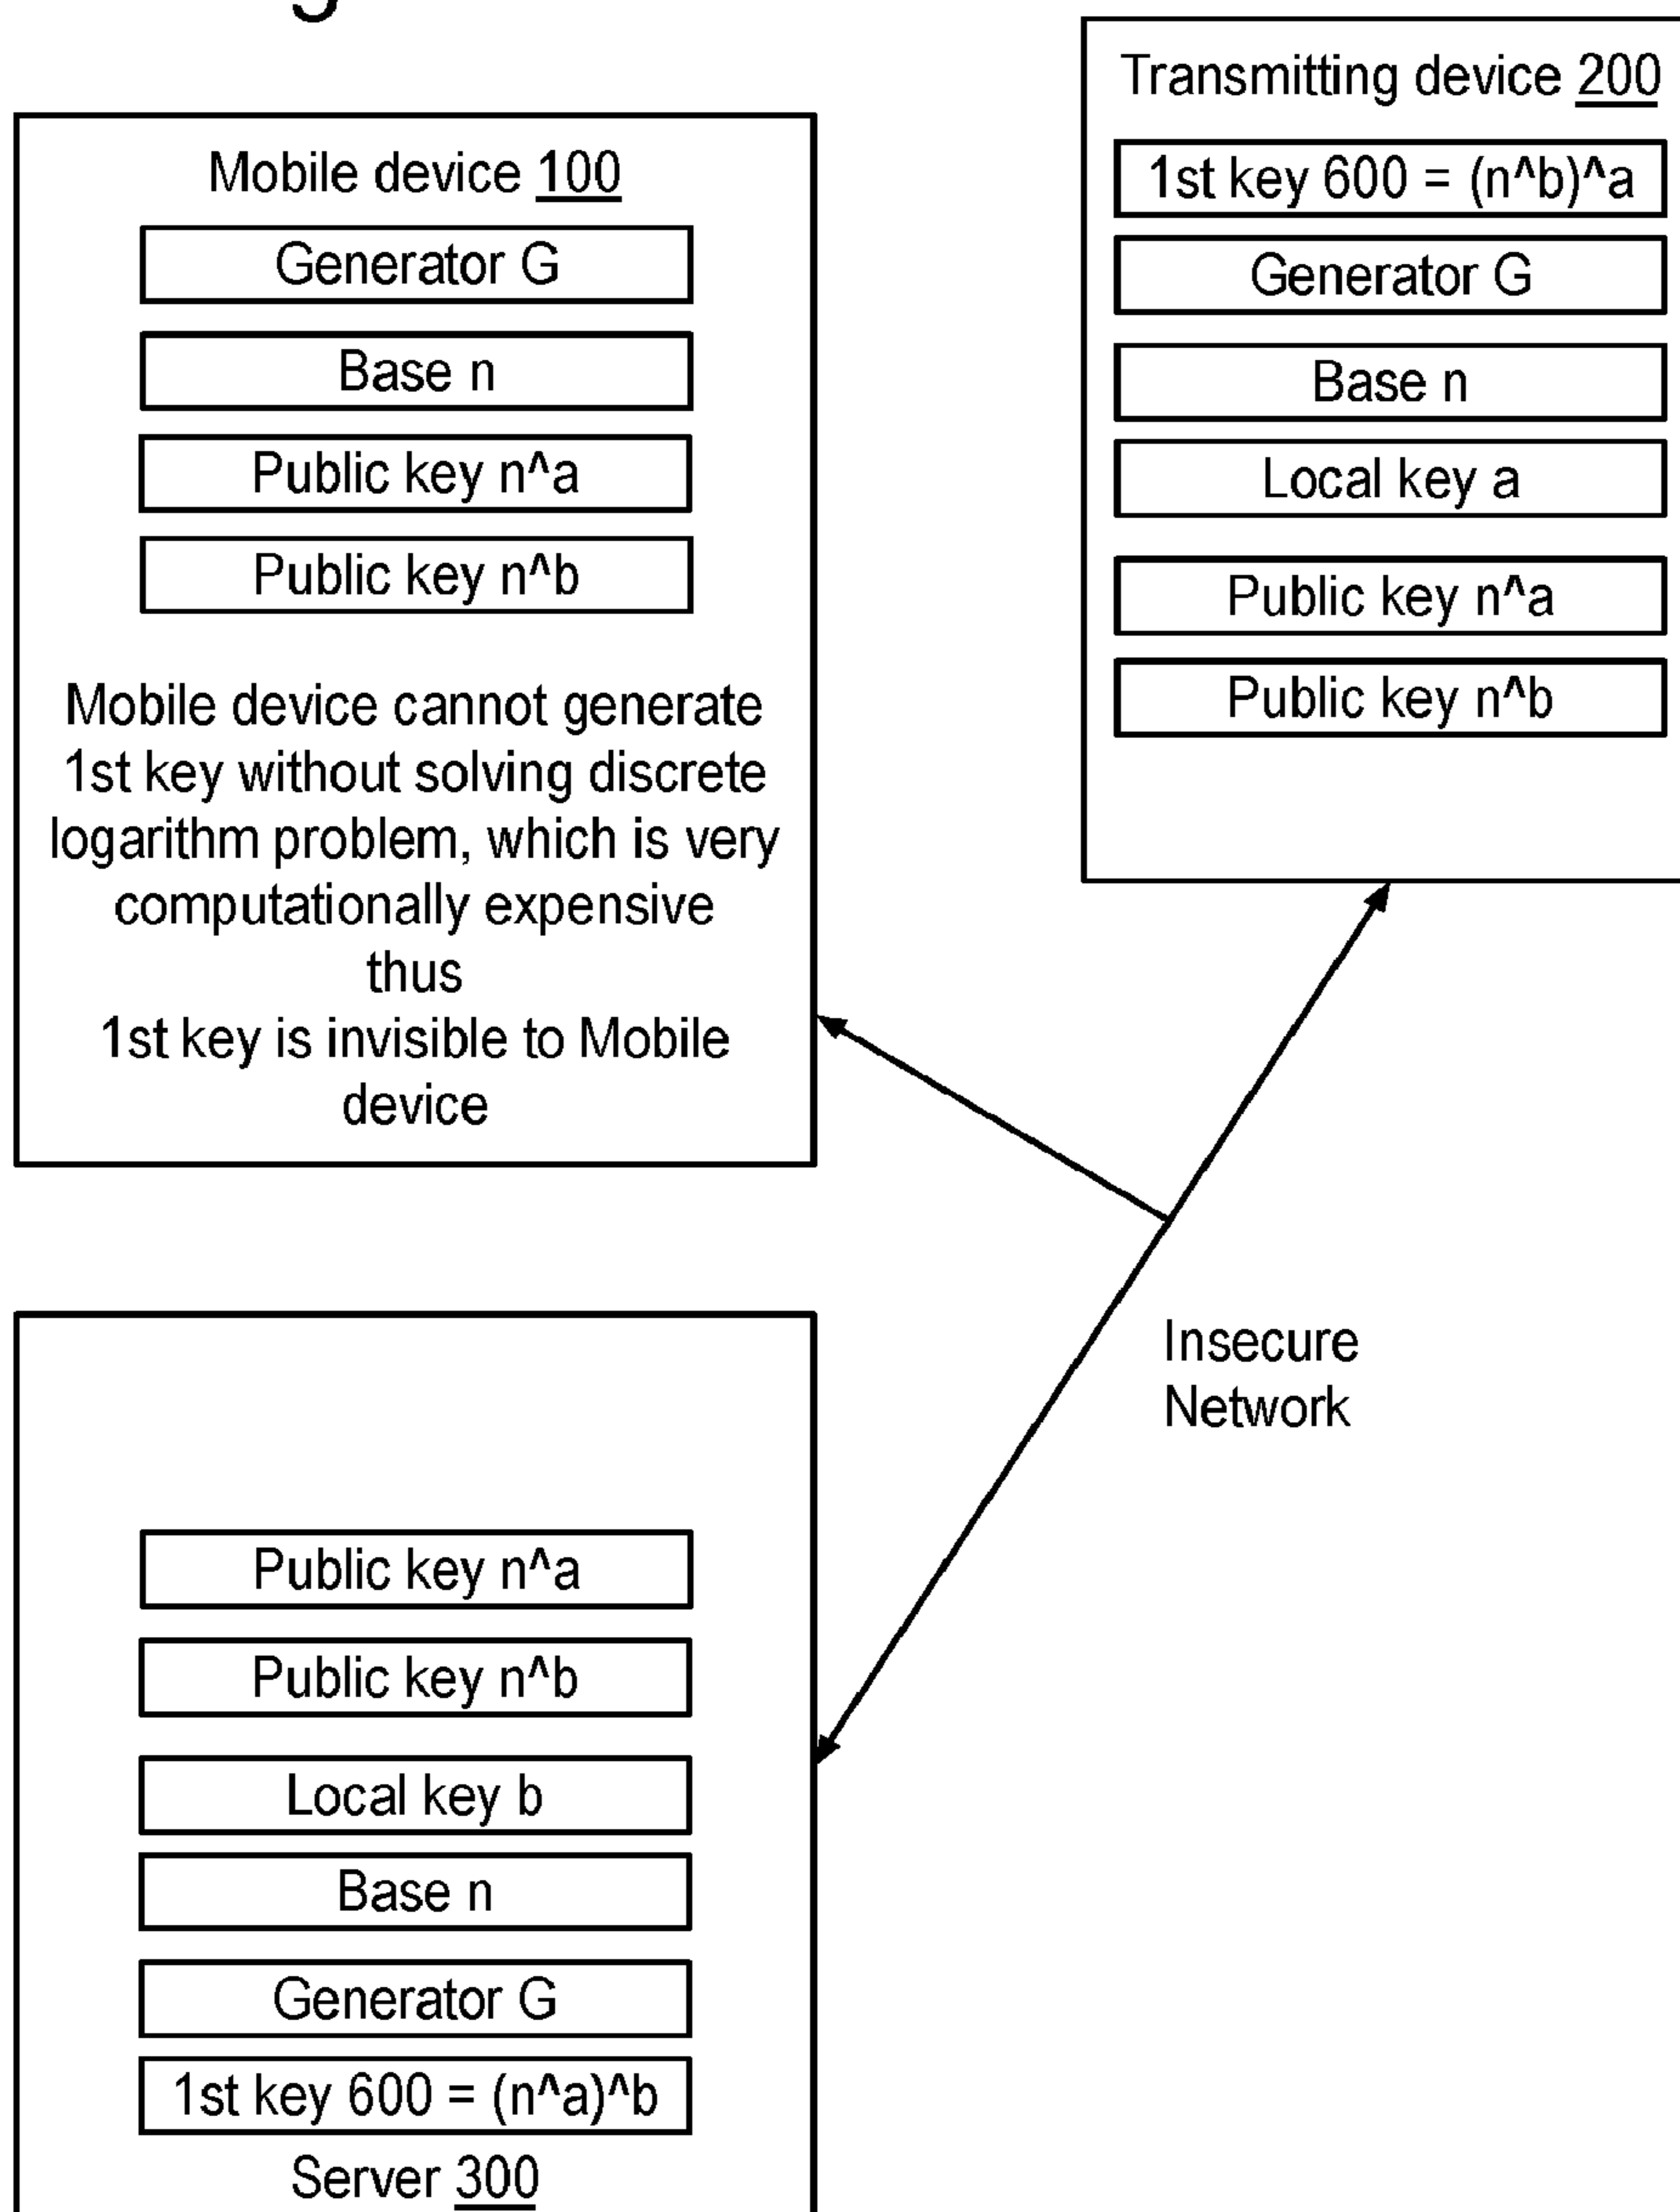 Mobile device 100
Generator G
Base n
Public key n^a
Public key n^b
Mobile device cannot generate
1st key without solving discrete
logarithm problem, which is very
computationally expensive
thus
1st key is invisible to Mobile
device
Transmitting device 200
1st key 600 = (n^b)^a
Generator G
Base n
Local key a
Public key n^a
Public key n^b
Insecure
Network
Public key n^a
Public key n^b
Local key b
Base n
Generator G
1st key 600 = (n^a)^b
Server 300